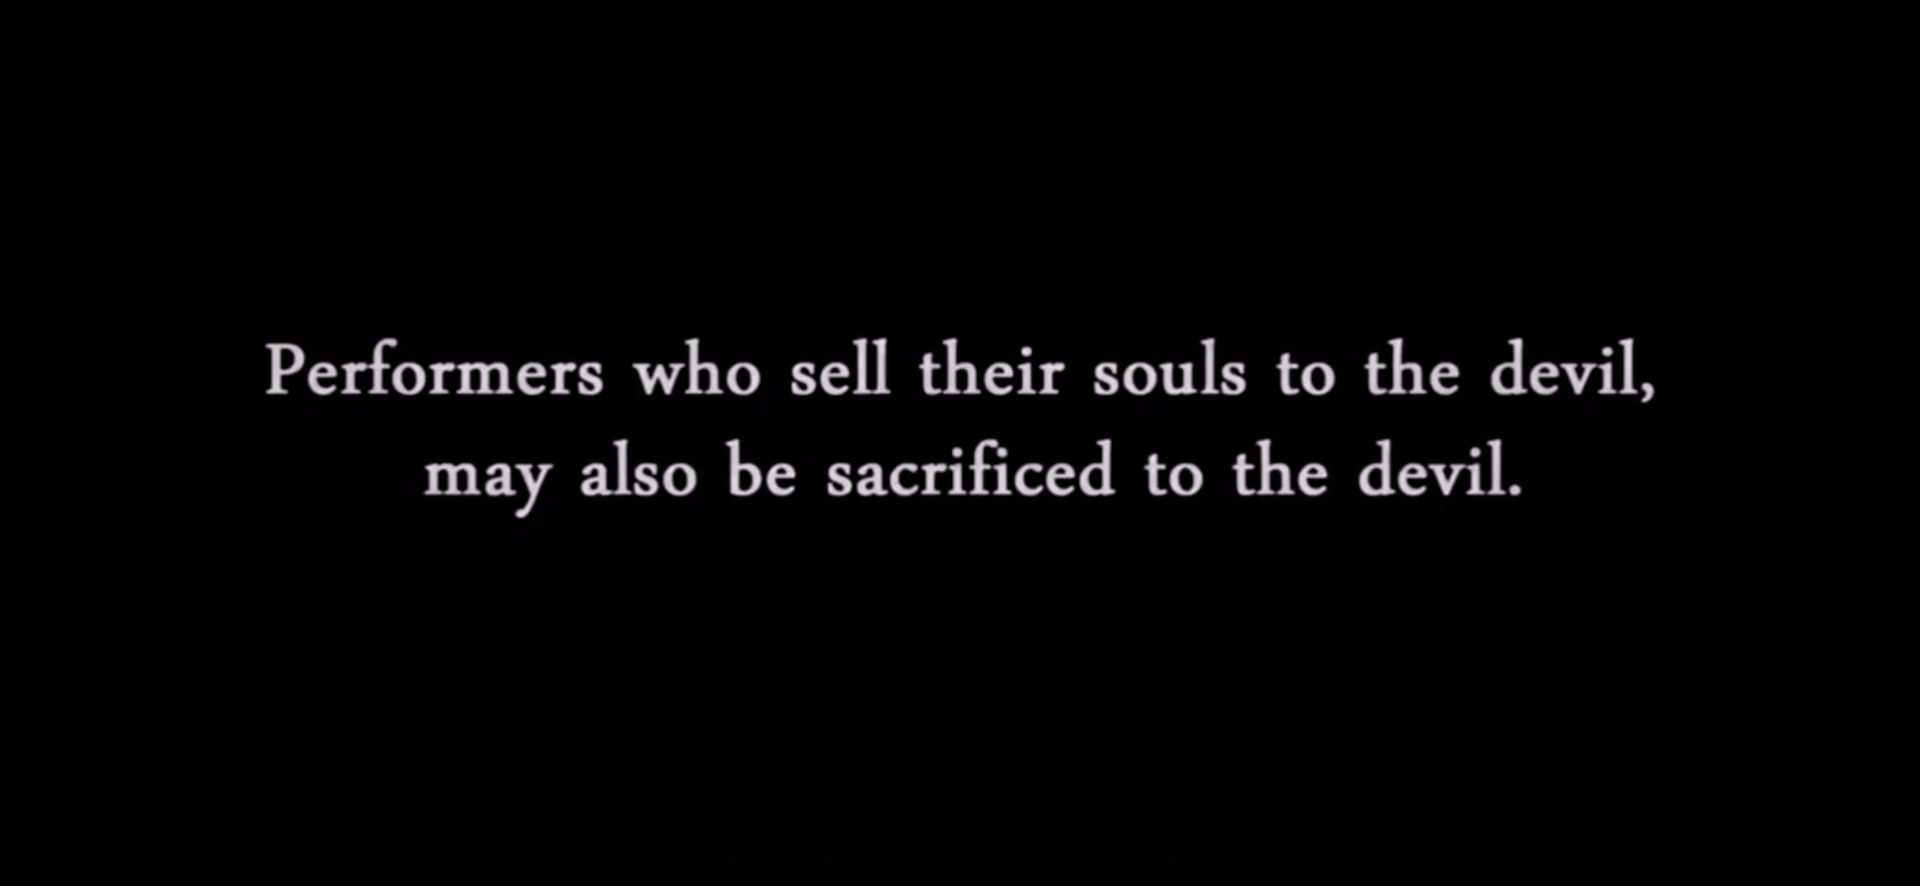 Performers who sell their souls to the devil,
may also be sacrificed to the devil.